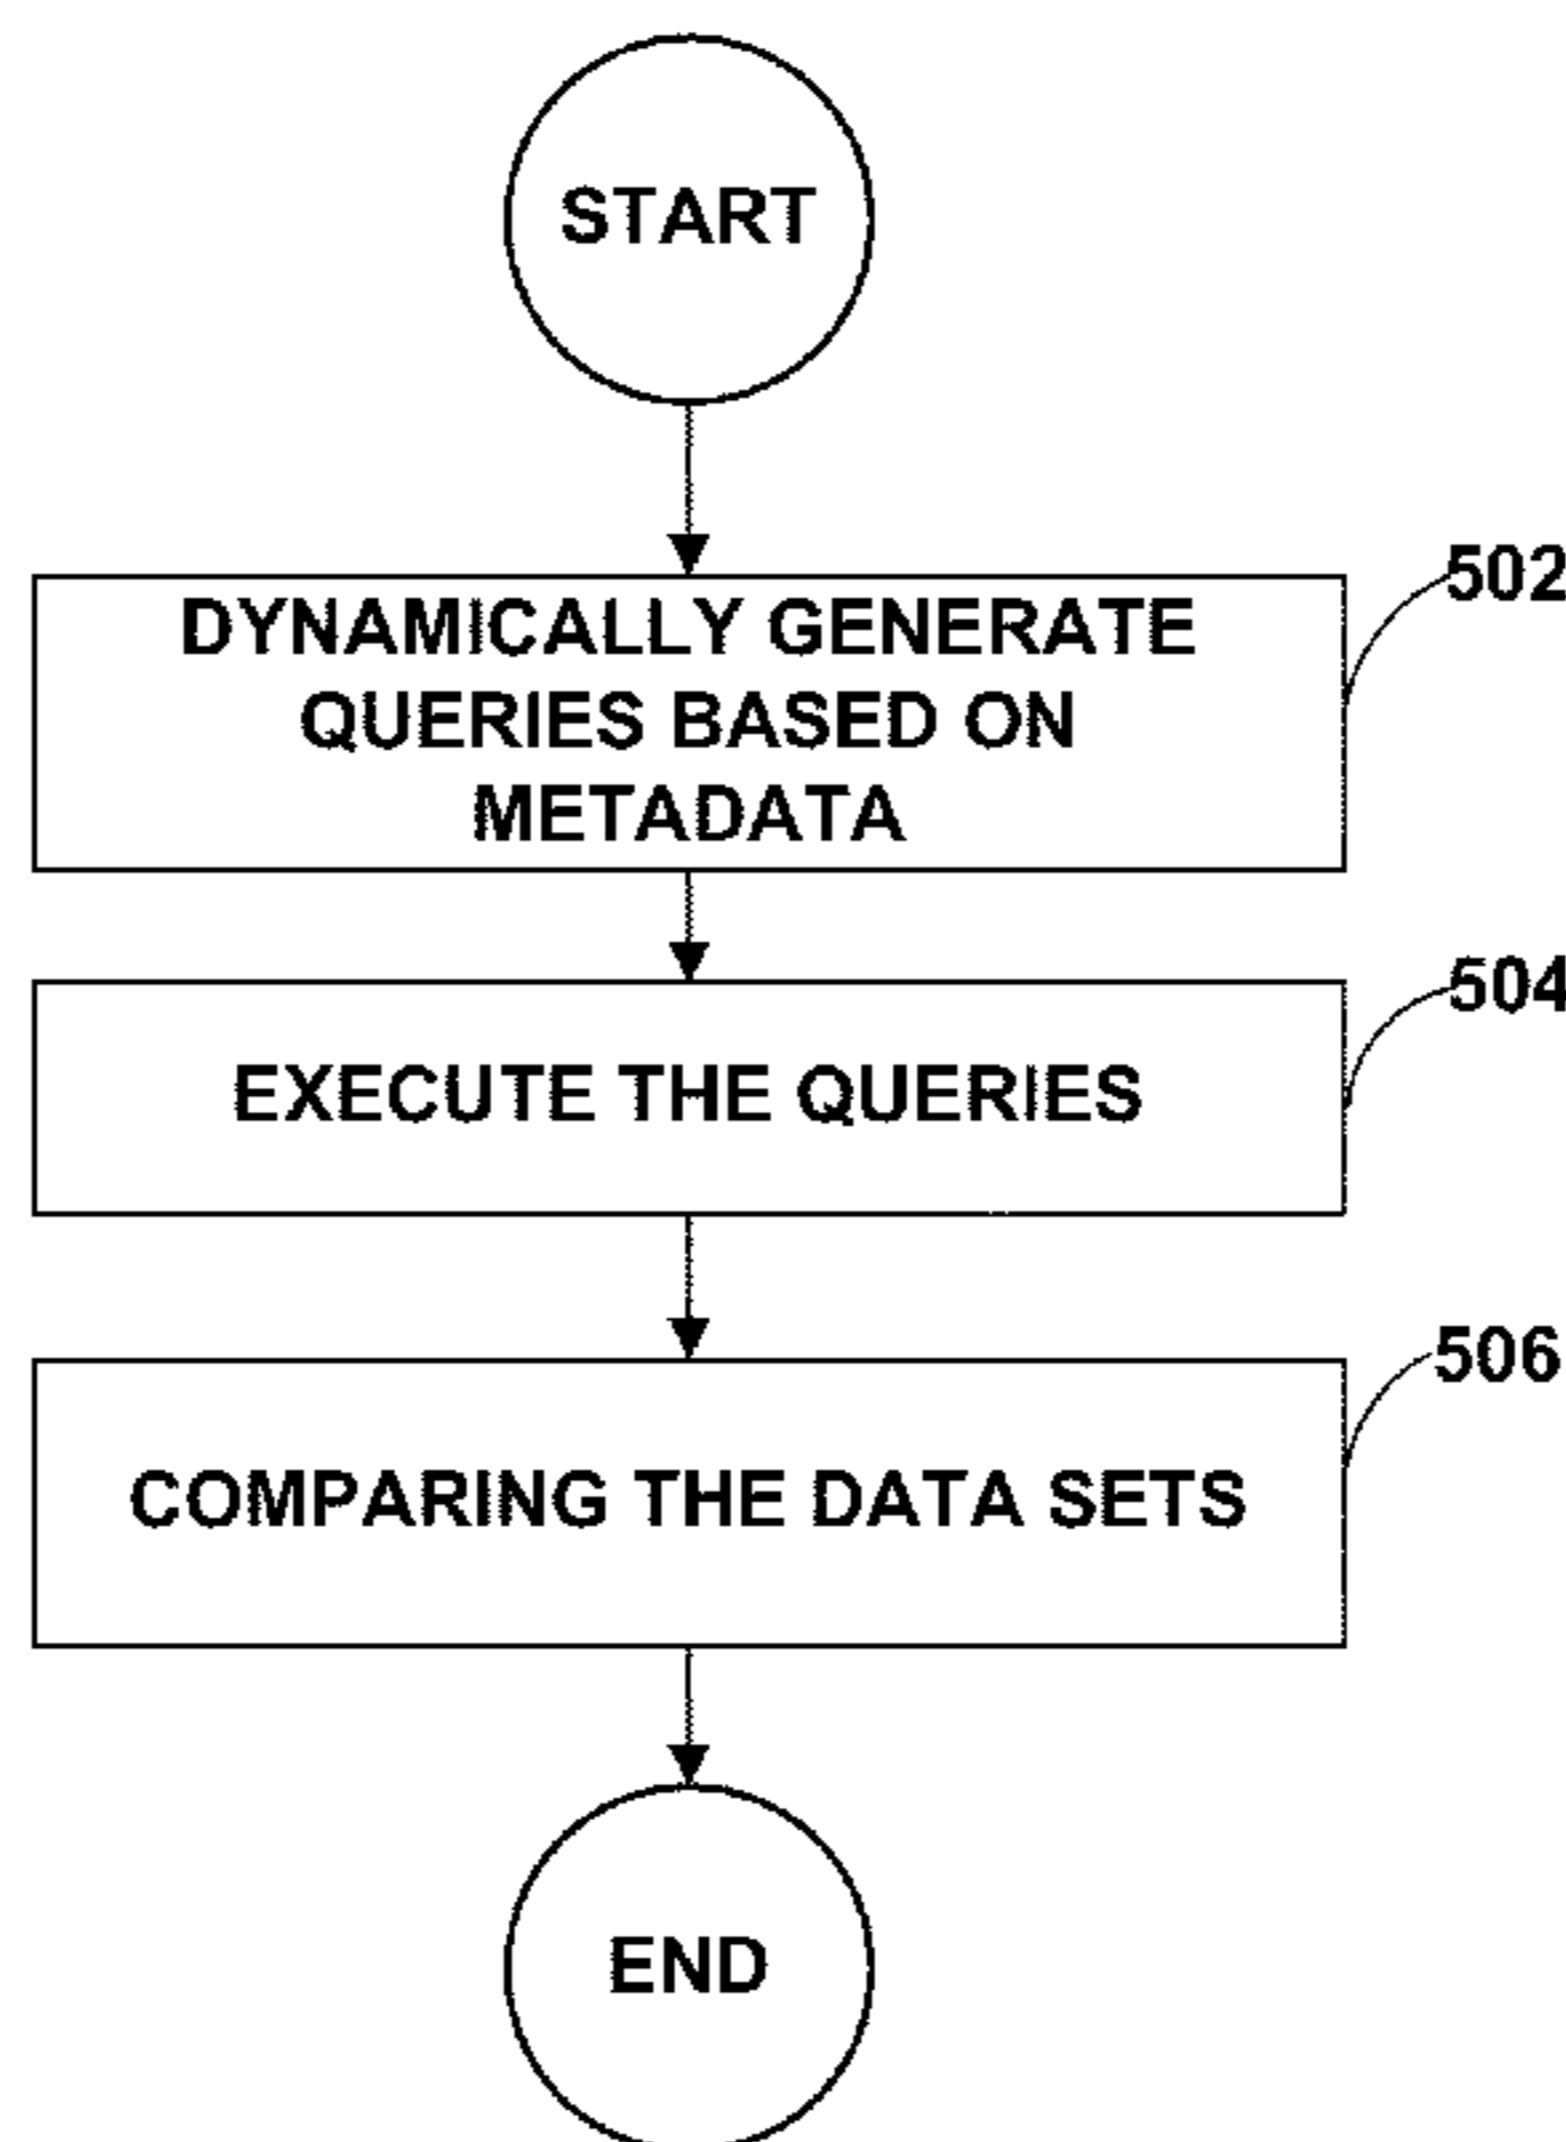 START
502
DYNAMICALLY GENERATE
QUERIES BASED ON
METADATA
504
EXECUTE THE QUERIES
506
COMPARING THE DATA SETS
END